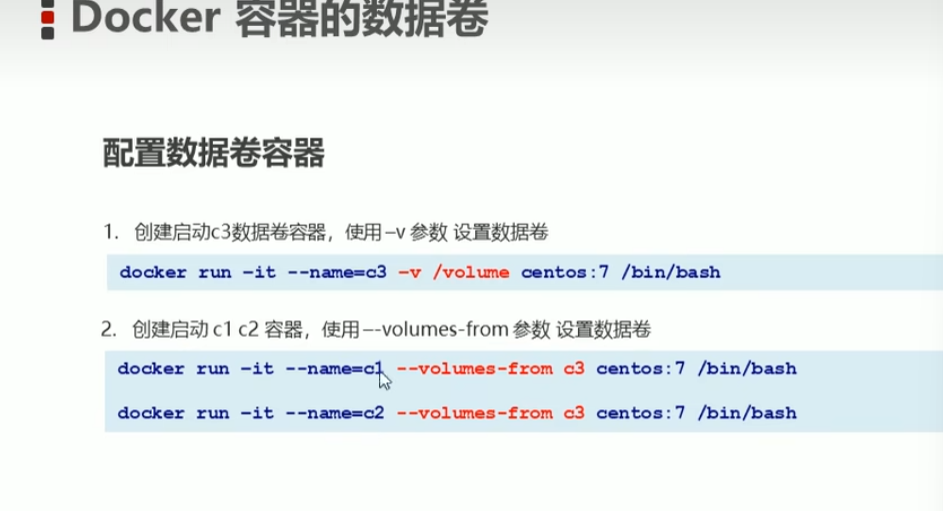 Docker 容器的数据卷
配置数据卷容器
1. 创建启动c3数据卷容器，使用 –v 参数 设置数据卷
docker run –it --name=c3 –v /volume centos:7 /bin/bash
2. 创建启动 c1 c2 容器，使用 –-volumes-from 参数 设置数据卷
docker run –it --name=c1 --volumes-from c3 centos:7 /bin/bash
docker run –it --name=c2 --volumes-from c3 centos:7 /bin/bash